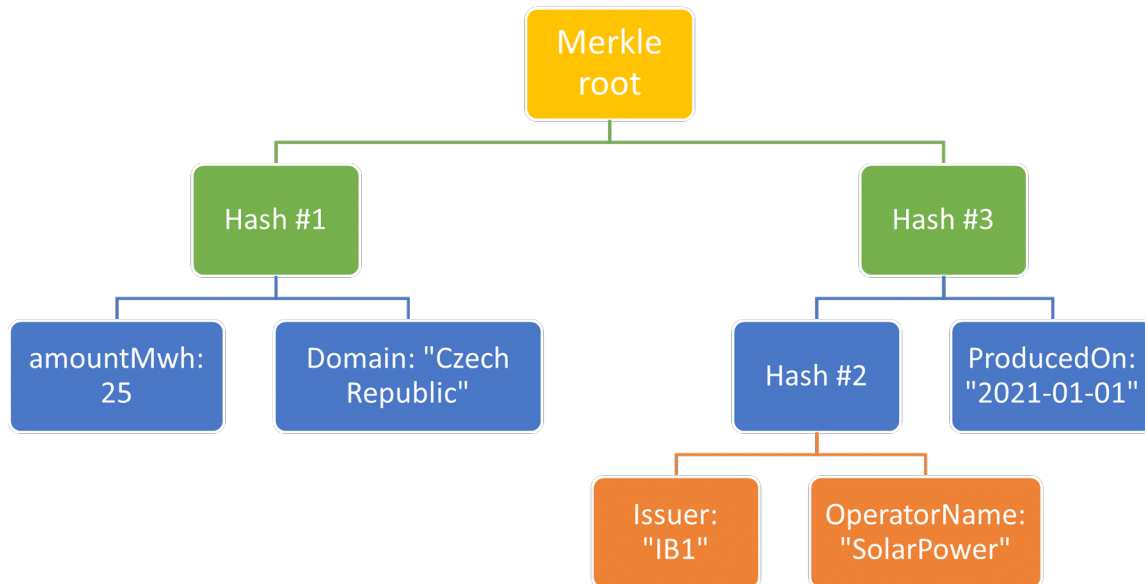 Merkle
root
Hash #1
Hash #3
amountMwh:
25
Domain: "Czech
Republic"
Hash #2
ProducedOn:
"2021-01-01"
Issuer:
"IB1"
OperatorName:
"SolarPower"